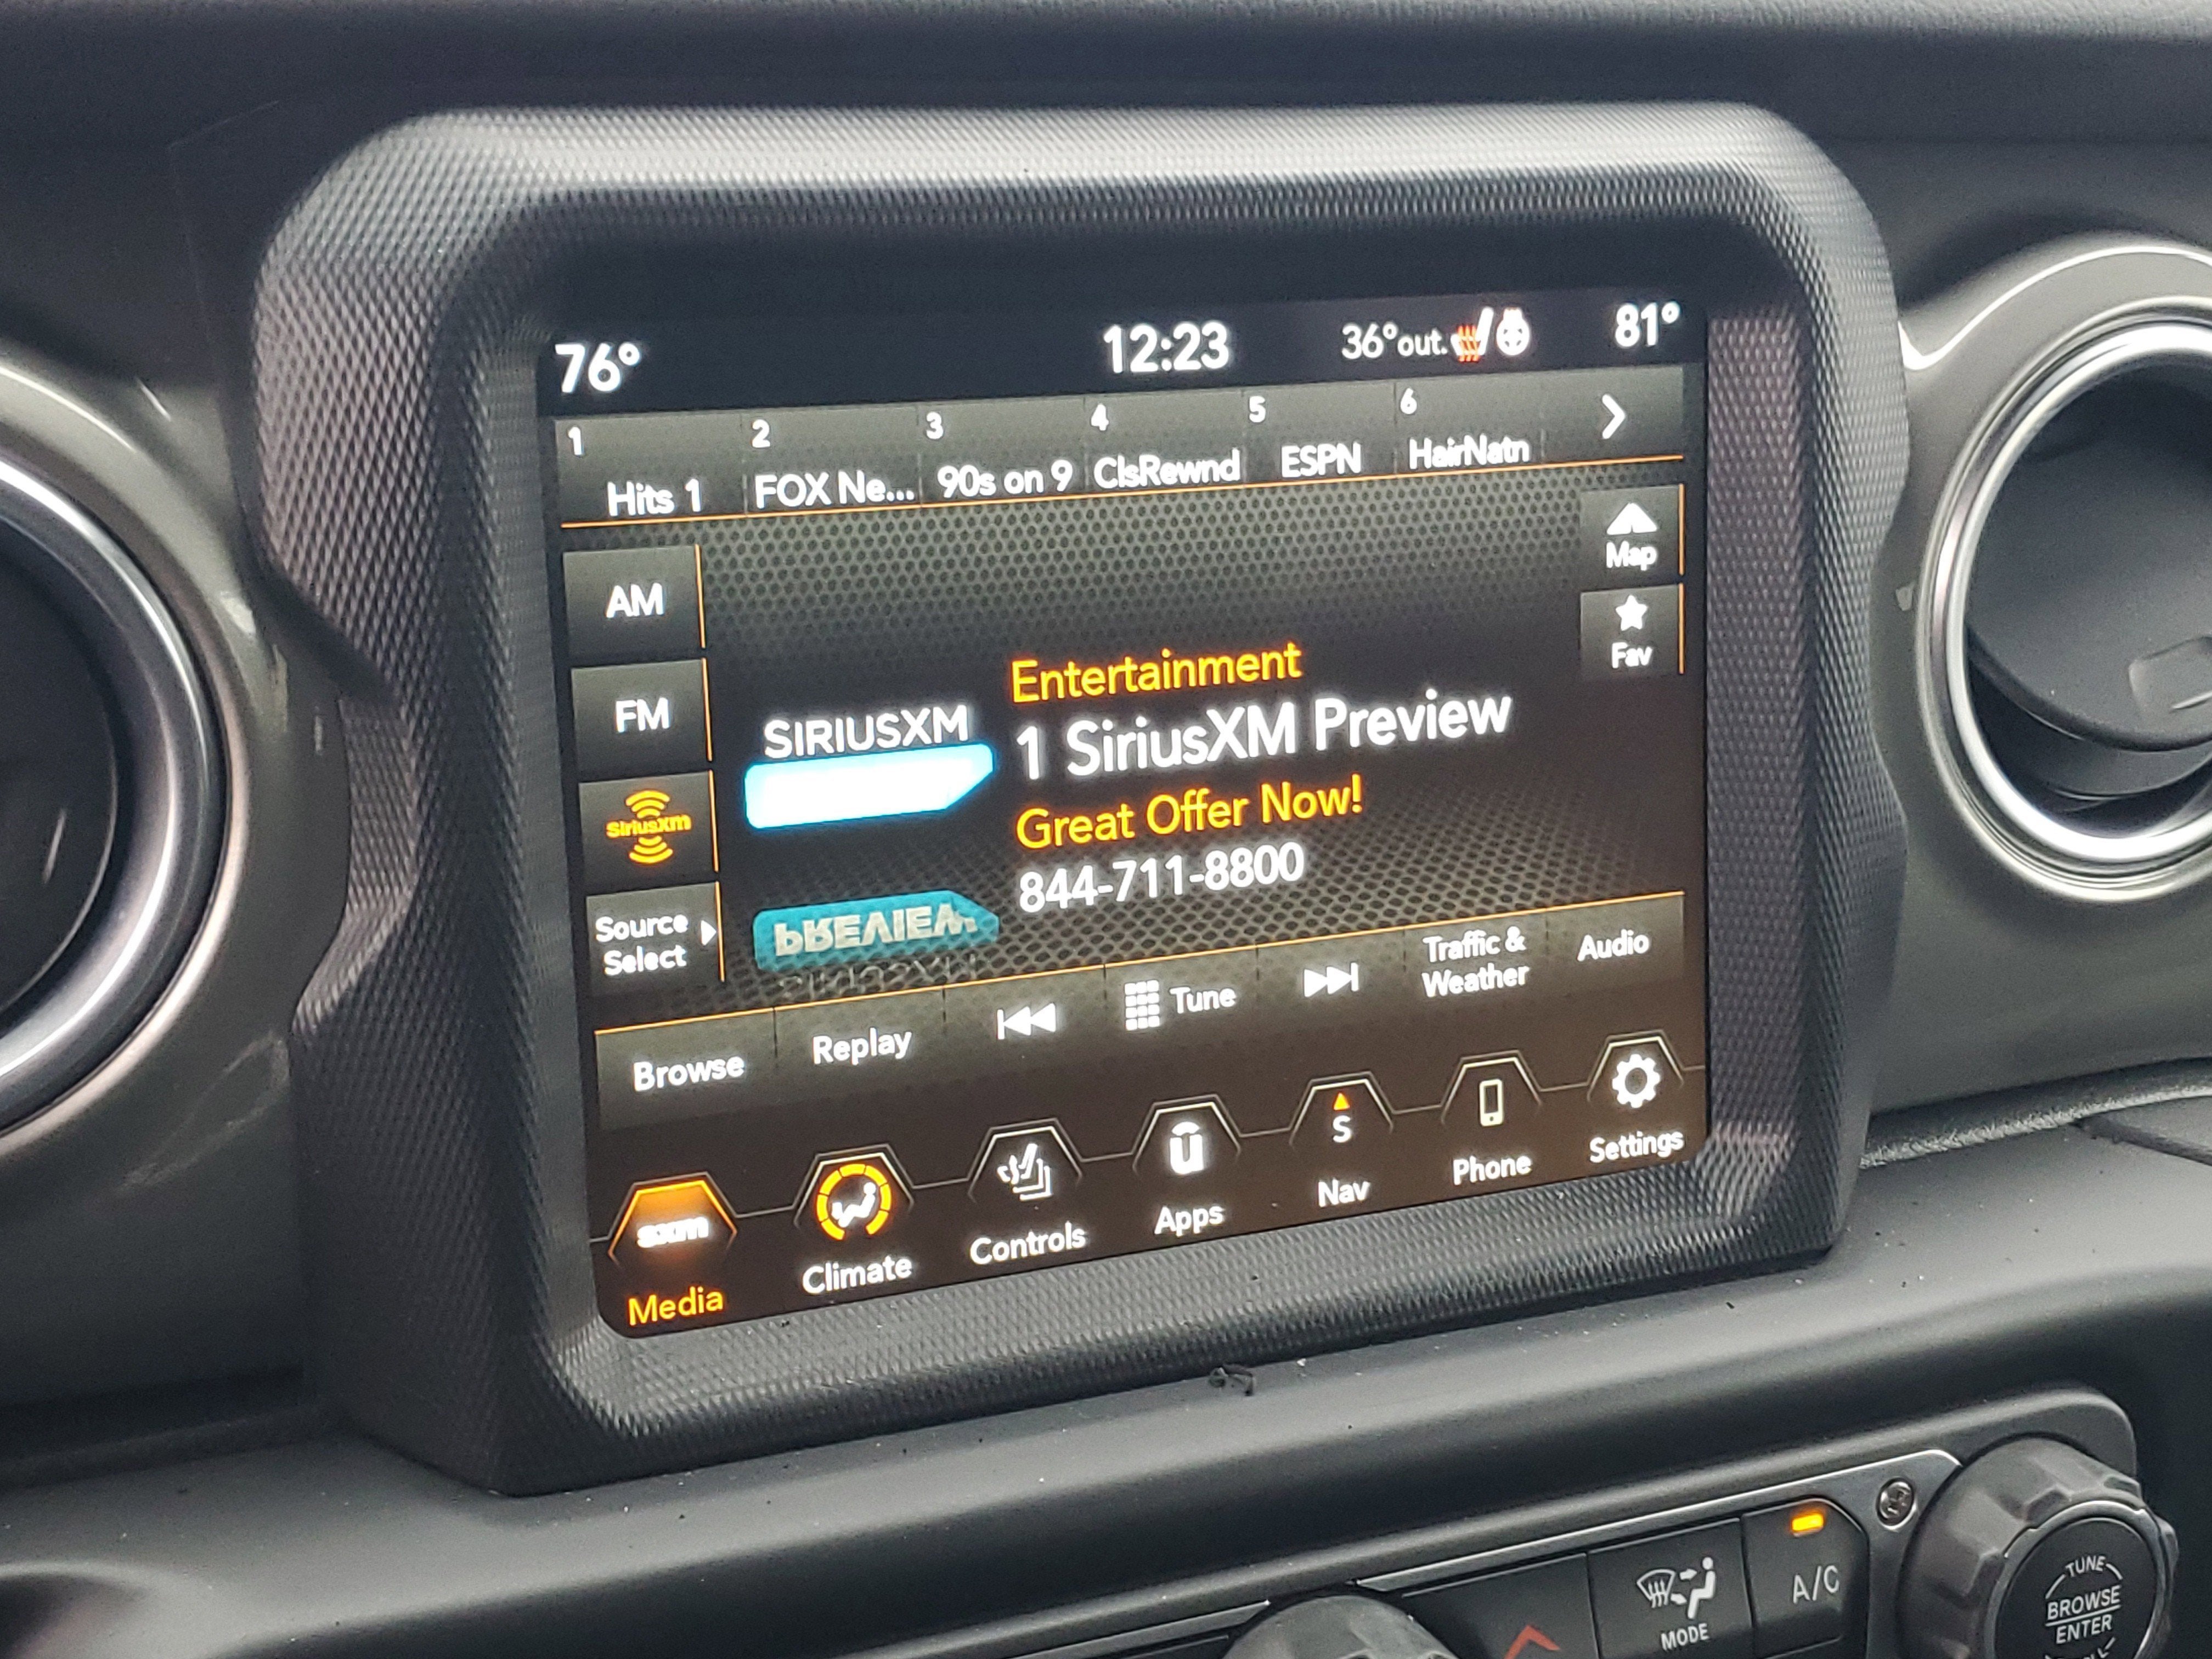 76° 12:23 36°out. 81°
1 2 3 4 5 6
Hits 1 FOX Ne... 90s on 9 ClsRewnd ESPN HairNatn
Map
AM
Fav
Entertainment
FM
SIRIUSXM
1 SiriusXM Preview
Great Offer Now!
siriusxm
844-711-8800
PREVIEW
SIRIUSXM
Source
Select
Browse Replay Tune Traffic & Weather Audio
sxm S
Media Climate Controls Apps Nav Phone Settings
MODE A/C
TUNE
BROWSE
ENTER